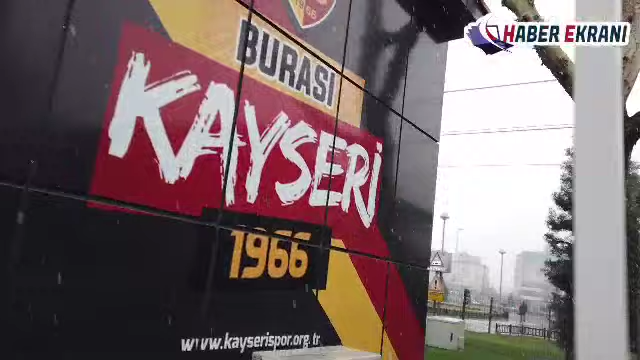 HABER EKRANI
BURASI
KAYSERİ
1966
www.kayserispor.org.tr